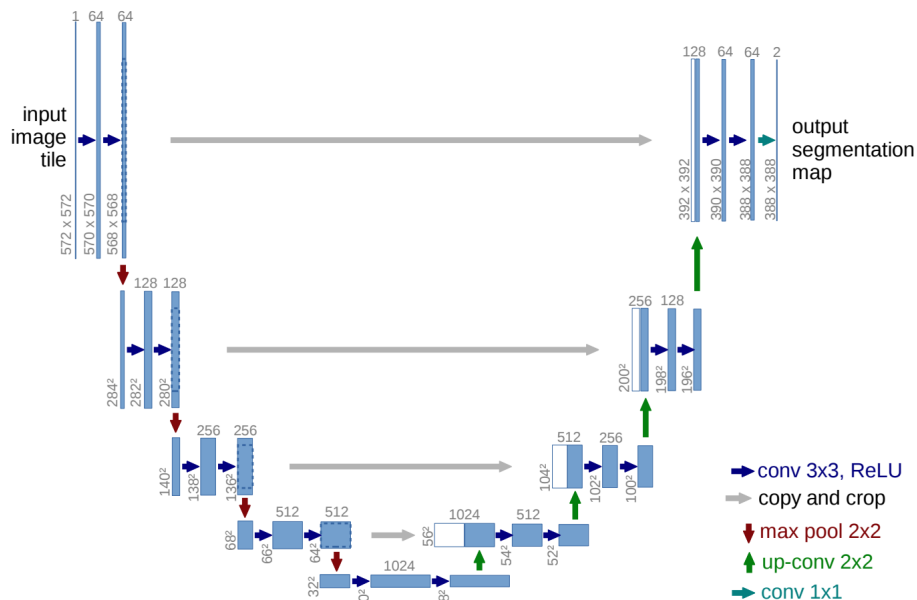 1 64 64
128 64 64 2
input
image
tile
output
segmentation
map
572 x 572
570 x 570
568 x 568
392 x 392
390 x 390
388 x 388
388 x 388
128 128
256 128
284²
282²
280²
200²
198²
196²
256 256
512 256
140²
138²
136²
104²
102²
100²
512 512
1024 512
68²
66²
64²
56²
54²
52²
1024
32²
conv 3x3, ReLU
copy and crop
max pool 2x2
up-conv 2x2
conv 1x1